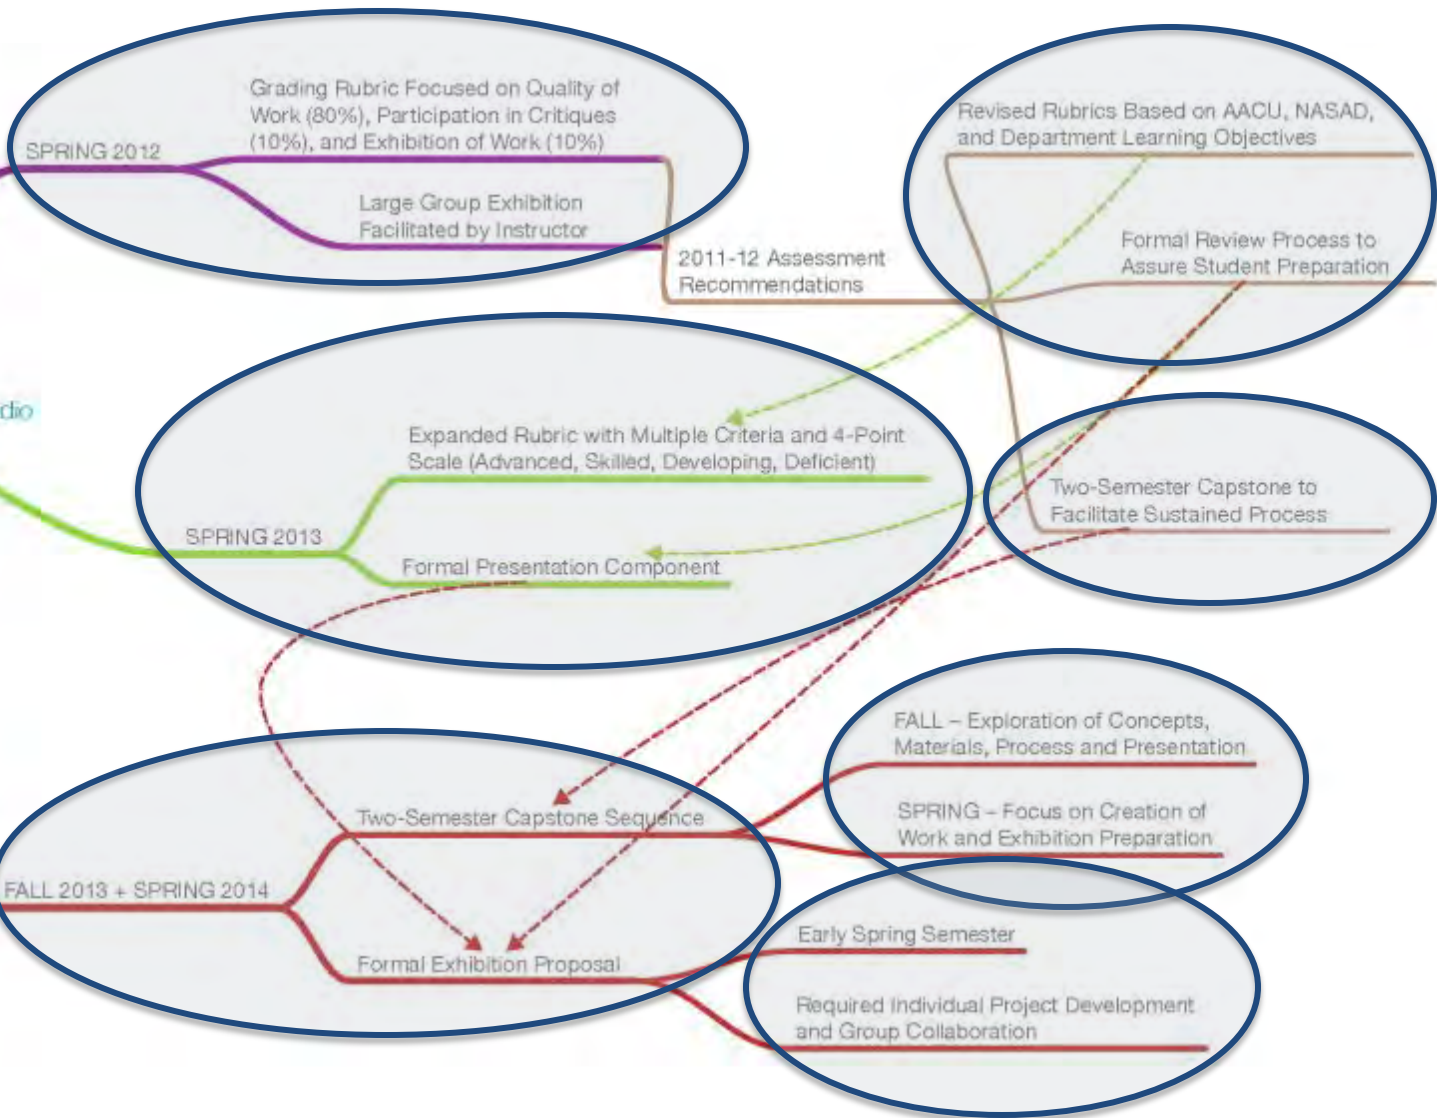 SPRING 2012
Grading Rubric Focused on Quality of
Work (80%), Participation in Critiques
(10%), and Exhibition of Work (10%)
Large Group Exhibition
Facilitated by Instructor
2011-12 Assessment
Recommendations
Revised Rubrics Based on AACU, NASAD,
and Department Learning Objectives
Formal Review Process to
Assure Student Preparation
Two-Semester Capstone to
Facilitate Sustained Process
dio
SPRING 2013
Expanded Rubric with Multiple Criteria and 4-Point
Scale (Advanced, Skilled, Developing, Deficient)
Formal Presentation Component
FALL 2013 + SPRING 2014
Two-Semester Capstone Sequence
FALL – Exploration of Concepts,
Materials, Process and Presentation
SPRING – Focus on Creation of
Work and Exhibition Preparation
Formal Exhibition Proposal
Early Spring Semester
Required Individual Project Development
and Group Collaboration